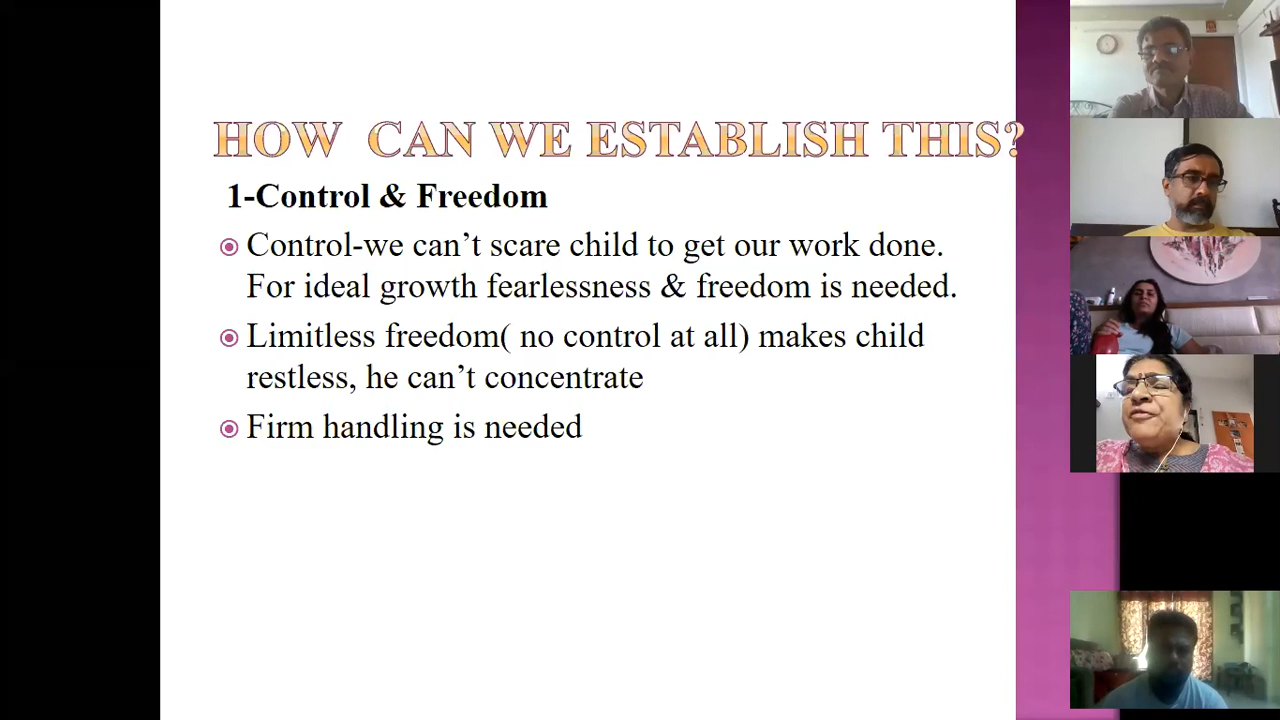 HOW CAN WE ESTABLISH THIS?
1-Control & Freedom
Control-we can’t scare child to get our work done.
For ideal growth fearlessness & freedom is needed.
Limitless freedom( no control at all) makes child
restless, he can’t concentrate
Firm handling is needed